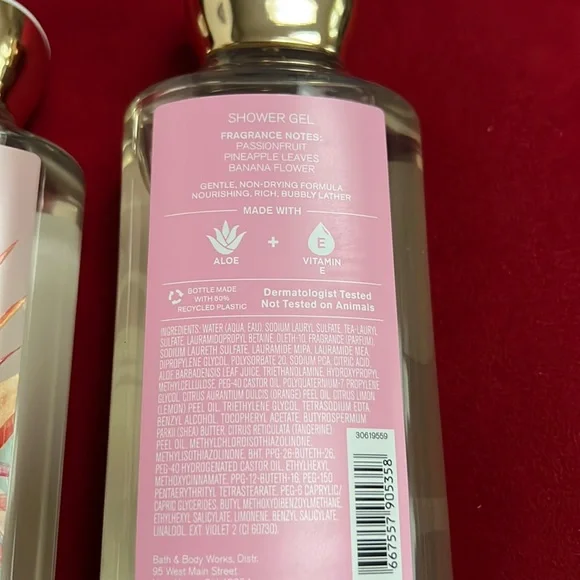 SHOWER GEL
FRAGRANCE NOTES:
PASSIONFRUIT
PINEAPPLE LEAVES
BANANA FLOWER
GENTLE, NON-DRYING FORMULA
NOURISHING, RICH, BUBBLY LATHER
MADE WITH
ALOE
+
E
VITAMIN
E
BOTTLE MADE
WITH 80%
RECYCLED PLASTIC
Dermatologist Tested
Not Tested on Animals
INGREDIENTS: WATER (AQUA, EAU), SODIUM LAURYL SULFATE, TEA-LAURYL
SULFATE, LAURAMIDOPROPYL BETAINE, OLETH-10, FRAGRANCE (PARFUM),
SODIUM LAURETH SULFATE, LAURAMIDE MIPA, LAURAMIDE MEA,
DIPROPYLENE GLYCOL, POLYSORBATE 20, SODIUM PCA, CITRIC ACID,
ALOE BARBADENSIS LEAF JUICE, TRIETHANOLAMINE, HYDROXYPROPYL
METHYLCELLULOSE, PEG-40 CASTOR OIL, POLYQUATERNIUM-7, PROPYLENE
GLYCOL, CITRUS AURANTIUM DULCIS (ORANGE) PEEL OIL, CITRUS LIMON
(LEMON) PEEL OIL, TRIETHYLENE GLYCOL, TETRASODIUM EDTA,
BENZYL ALCOHOL, TOCOPHERYL ACETATE, BUTYROSPERMUM
PARKII (SHEA) BUTTER, CITRUS RETICULATA (TANGERINE)
PEEL OIL, METHYLCHLOROISOTHIAZOLINONE,
METHYLISOTHIAZOLINONE, BHT, PPG-26-BUTETH-26,
PEG-40 HYDROGENATED CASTOR OIL, ETHYLHEXYL
METHOXYCINNAMATE, PPG-12-BUTETH-16, PEG-150
PENTAERYTHRITYL TETRASTEARATE, PEG-6 CAPRYLIC/
CAPRIC GLYCERIDES, BUTYL METHOXYDIBENZOYLMETHANE,
ETHYLHEXYL SALICYLATE, LIMONENE, BENZYL SALICYLATE,
LINALOOL, EXT. VIOLET 2 (CI 60730).
30619559
667557905358
Bath & Body Works, Distr.
95 West Main Street